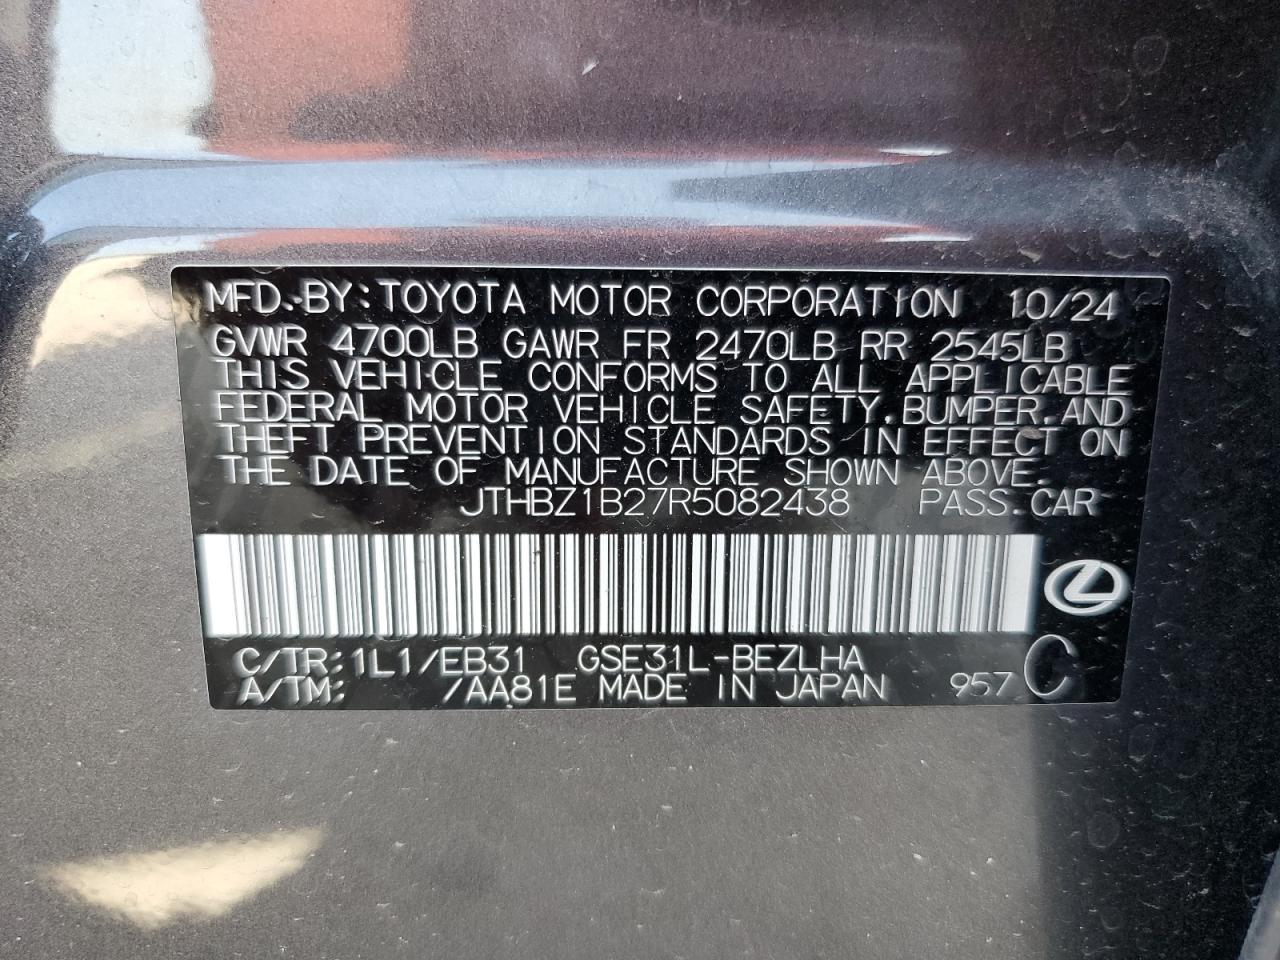 MFD. BY: TOYOTA MOTOR CORPORATION 10/24
GVWR 4700LB GAWR FR 2470LB RR 2545LB
THIS VEHICLE CONFORMS TO ALL APPLICABLE
FEDERAL MOTOR VEHICLE SAFETY, BUMPER, AND
THEFT PREVENTION STANDARDS IN EFFECT ON
THE DATE OF MANUFACTURE SHOWN ABOVE.
JTHBZ1B27R5082438 PASS. CAR
C/TR: 1L1/EB31 GSE31L-BEZLHA
A/TM: /AA81E MADE IN JAPAN 957 C